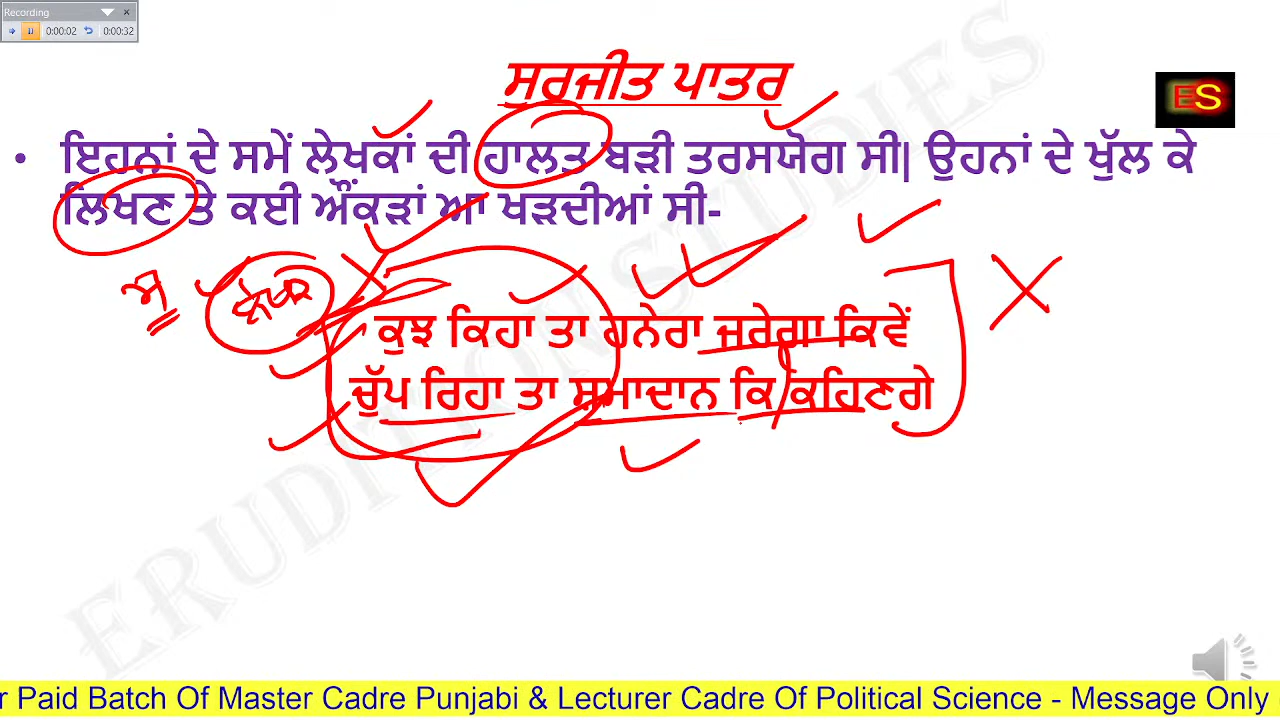 Recording
0:00:02 0:00:32
ਸੁਰਜੀਤ ਪਾਤਰ
ES
• ਇਹਨਾਂ ਦੇ ਸਮੇਂ ਲੇਖਕਾਂ ਦੀ ਹਾਲਤ ਬੜੀ ਤਰਸਯੋਗ ਸੀ| ਉਹਨਾਂ ਦੇ ਖੁੱਲ ਕੇ
ਲਿਖਣ ਤੇ ਕਈ ਔਂਕੜਾਂ ਆ ਖੜਦੀਆਂ ਸੀ-
ਕੁਝ ਕਿਹਾ ਤਾ ਹਨੇਰਾ ਜਰੇਗਾ ਕਿਵੇਂ
ਚੁੱਪ ਰਿਹਾ ਤਾ ਸ਼ਮਾਦਾਨ ਕਿ ਕਹਿਣਗੇ
ERUDITION STUDIES
r Paid Batch Of Master Cadre Punjabi & Lecturer Cadre Of Political Science - Message Only